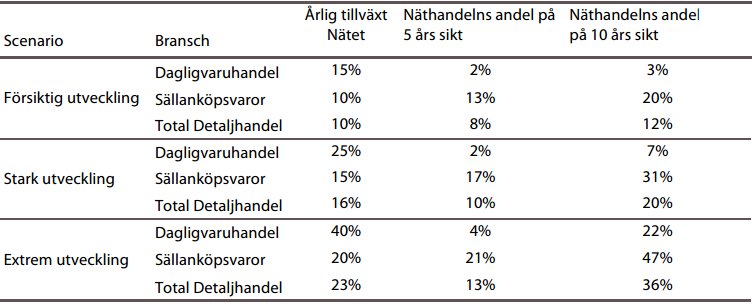 Scenario Bransch Årlig tillväxt Nätet Näthandelns andel på 5 års sikt Näthandelns andel på 10 års sikt
Dagligvaruhandel 15% 2% 3%
Försiktig utveckling Sällanköpsvaror 10% 13% 20%
Total Detaljhandel 10% 8% 12%
Dagligvaruhandel 25% 2% 7%
Stark utveckling Sällanköpsvaror 15% 17% 31%
Total Detaljhandel 16% 10% 20%
Dagligvaruhandel 40% 4% 22%
Extrem utveckling Sällanköpsvaror 20% 21% 47%
Total Detaljhandel 23% 13% 36%